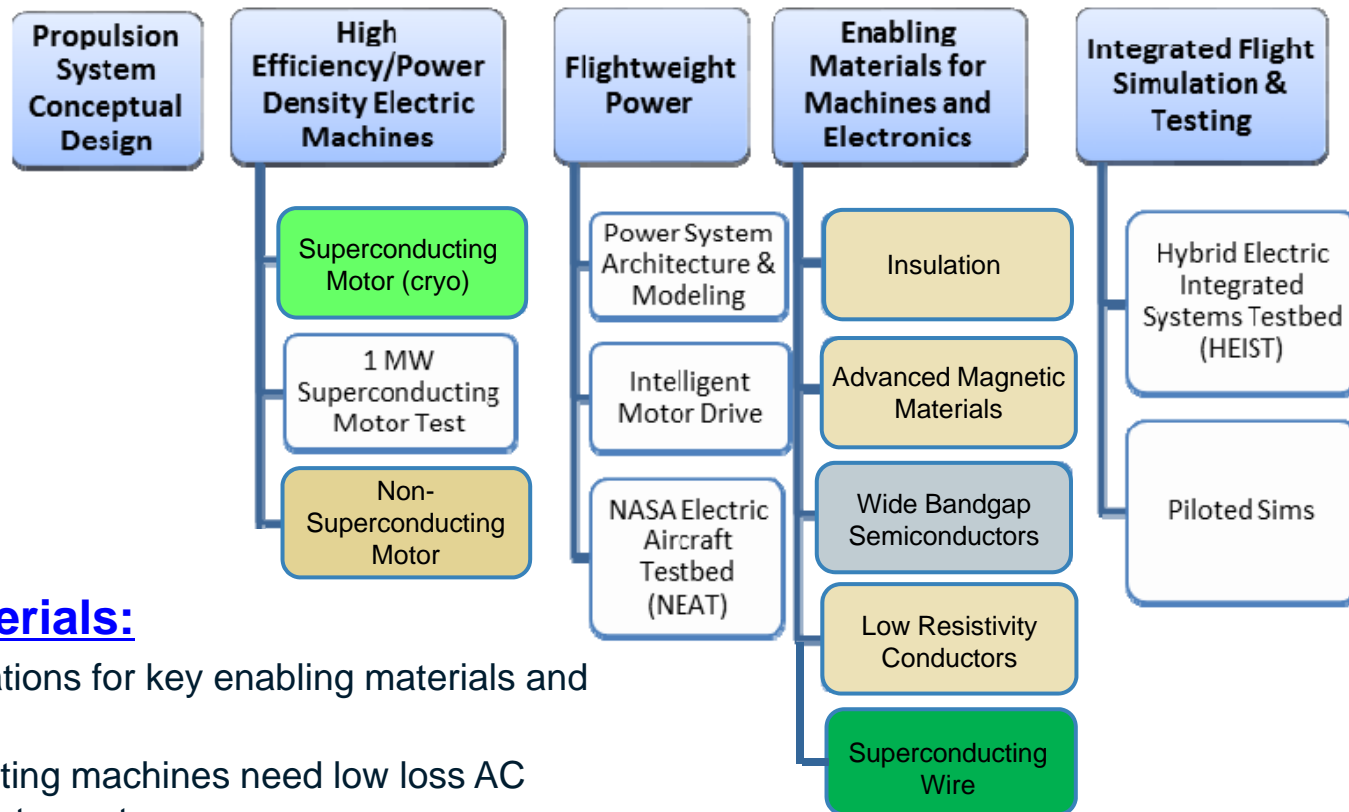 Propulsion
System
Conceptual
Design
High
Efficiency/Power
Density Electric
Machines
Flightweight
Power
Enabling
Materials for
Machines and
Electronics
Integrated Flight
Simulation &
Testing
Superconducting
Motor (cryo)
1 MW
Superconducting
Motor Test
Non-
Superconducting
Motor
Power System
Architecture &
Modeling
Intelligent
Motor Drive
NASA Electric
Aircraft
Testbed
(NEAT)
Insulation
Advanced Magnetic
Materials
Wide Bandgap
Semiconductors
Low Resistivity
Conductors
Superconducting
Wire
Hybrid Electric
Integrated
Systems Testbed
(HEIST)
Piloted Sims
erials:
ations for key enabling materials and
ting machines need low loss AC